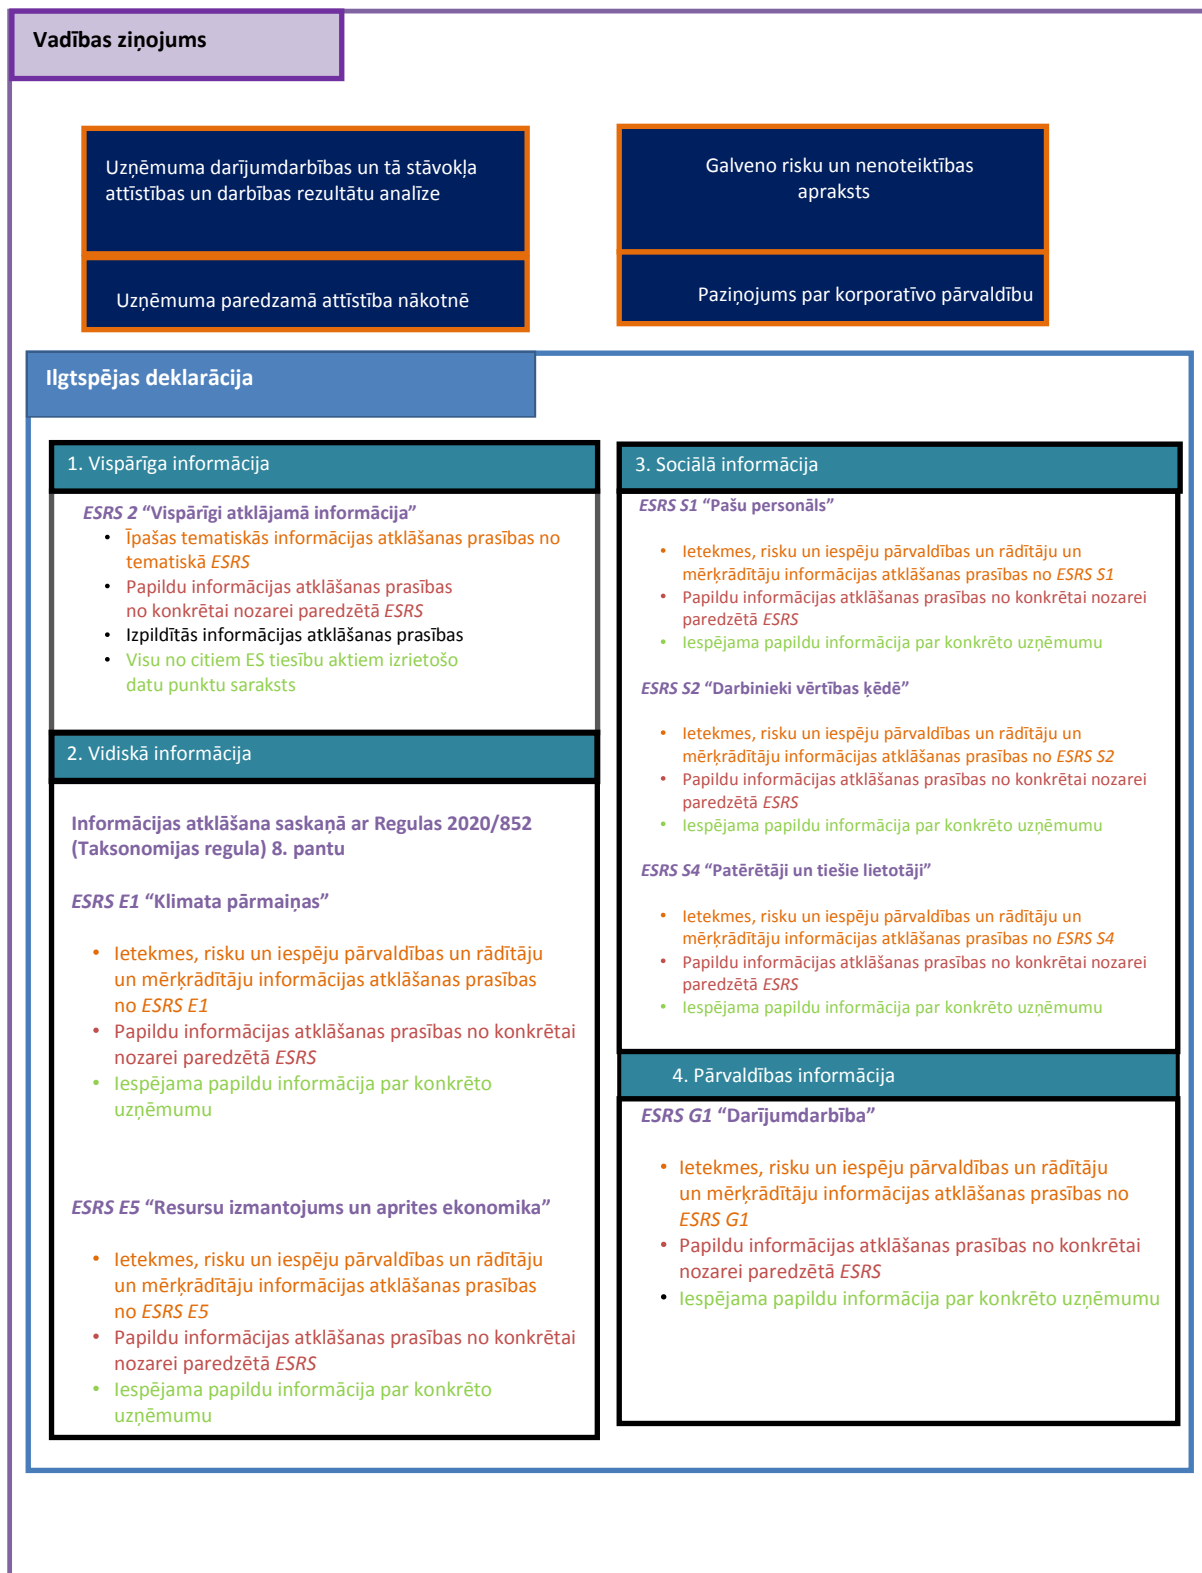 Vadības ziņojums
Uzņēmuma darījumdarbības un tā stāvokļa
attīstības un darbības rezultātu analīze
Galveno risku un nenoteiktības
apraksts
Uzņēmuma paredzamā attīstība nākotnē
Paziņojums par korporatīvo pārvaldību
Ilgtspējas deklarācija
1. Vispārīga informācija
ESRS 2 “Vispārīgi atklājamā informācija”
• Īpašas tematiskās informācijas atklāšanas prasības no
tematiskā ESRS
• Papildu informācijas atklāšanas prasības
no konkrētai nozarei paredzētā ESRS
• Izpildītās informācijas atklāšanas prasības
• Visu no citiem ES tiesību aktiem izrietošo
datu punktu saraksts
2. Vidiskā informācija
Informācijas atklāšana saskaņā ar Regulas 2020/852
(Taksonomijas regula) 8. pantu
ESRS E1 “Klimata pārmaiņas”
• Ietekmes, risku un iespēju pārvaldības un rādītāju
un mērķrādītāju informācijas atklāšanas prasības
no ESRS E1
• Papildu informācijas atklāšanas prasības no konkrētai
nozarei paredzētā ESRS
• Iespējama papildu informācija par konkrēto
uzņēmumu
ESRS E5 “Resursu izmantojums un aprites ekonomika”
• Ietekmes, risku un iespēju pārvaldības un rādītāju
un mērķrādītāju informācijas atklāšanas prasības
no ESRS E5
• Papildu informācijas atklāšanas prasības no konkrētai
nozarei paredzētā ESRS
• Iespējama papildu informācija par konkrēto
uzņēmumu
3. Sociālā informācija
ESRS S1 “Pašu personāls”
• Ietekmes, risku un iespēju pārvaldības un rādītāju un
mērķrādītāju informācijas atklāšanas prasības no ESRS S1
• Papildu informācijas atklāšanas prasības no konkrētai nozarei
paredzētā ESRS
• Iespējama papildu informācija par konkrēto uzņēmumu
ESRS S2 “Darbinieki vērtības ķēdē”
• Ietekmes, risku un iespēju pārvaldības un rādītāju un
mērķrādītāju informācijas atklāšanas prasības no ESRS S2
• Papildu informācijas atklāšanas prasības no konkrētai nozarei
paredzētā ESRS
• Iespējama papildu informācija par konkrēto uzņēmumu
ESRS S4 “Patērētāji un tiešie lietotāji”
• Ietekmes, risku un iespēju pārvaldības un rādītāju un
mērķrādītāju informācijas atklāšanas prasības no ESRS S4
• Papildu informācijas atklāšanas prasības no konkrētai nozarei
paredzētā ESRS
• Iespējama papildu informācija par konkrēto uzņēmumu
4. Pārvaldības informācija
ESRS G1 “Darījumdarbība”
• Ietekmes, risku un iespēju pārvaldības un rādītāju
un mērķrādītāju informācijas atklāšanas prasības no
ESRS G1
• Papildu informācijas atklāšanas prasības no konkrētai
nozarei paredzētā ESRS
• Iespējama papildu informācija par konkrēto uzņēmumu